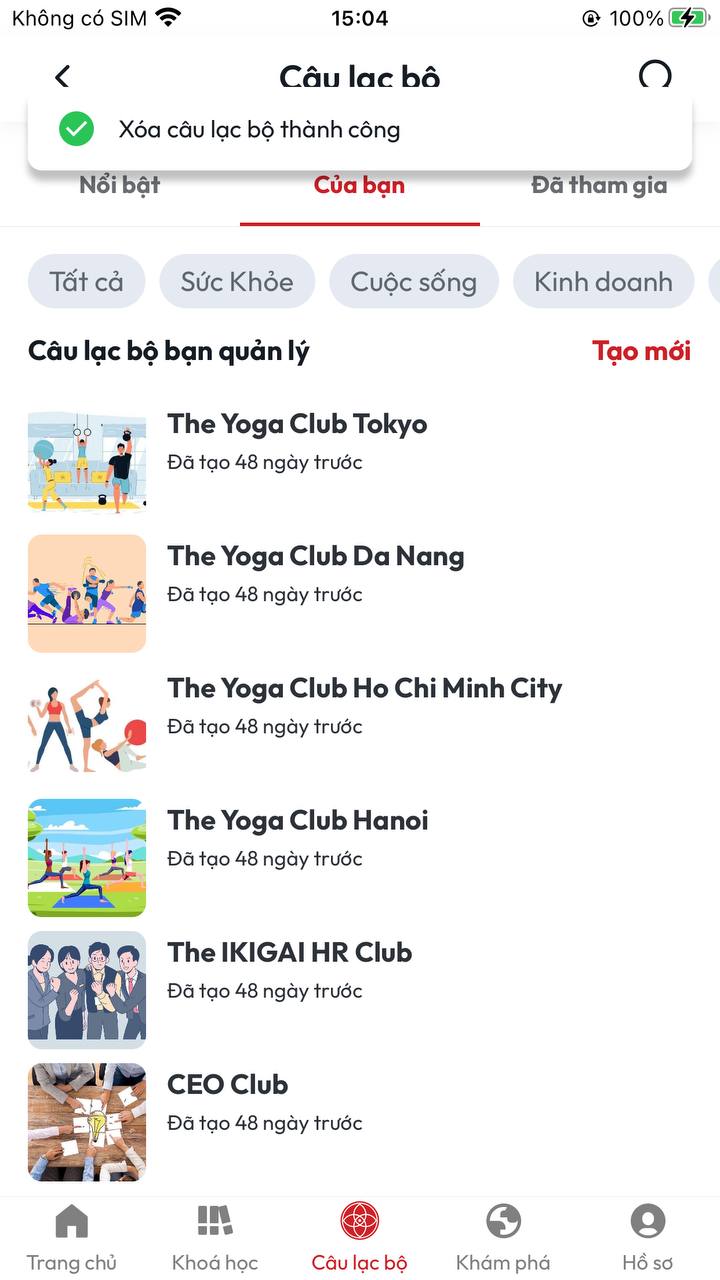 Không có SIM
15:04
100%
Câu lạc bộ
Xóa câu lạc bộ thành công
Nổi bật
Của bạn
Đã tham gia
Tất cả
Sức Khỏe
Cuộc sống
Kinh doanh
Câu lạc bộ bạn quản lý
Tạo mới
The Yoga Club Tokyo
Đã tạo 48 ngày trước
The Yoga Club Da Nang
Đã tạo 48 ngày trước
The Yoga Club Ho Chi Minh City
Đã tạo 48 ngày trước
The Yoga Club Hanoi
Đã tạo 48 ngày trước
The IKIGAI HR Club
Đã tạo 48 ngày trước
CEO Club
Đã tạo 48 ngày trước
Trang chủ
Khoá học
Câu lạc bộ
Khám phá
Hồ sơ